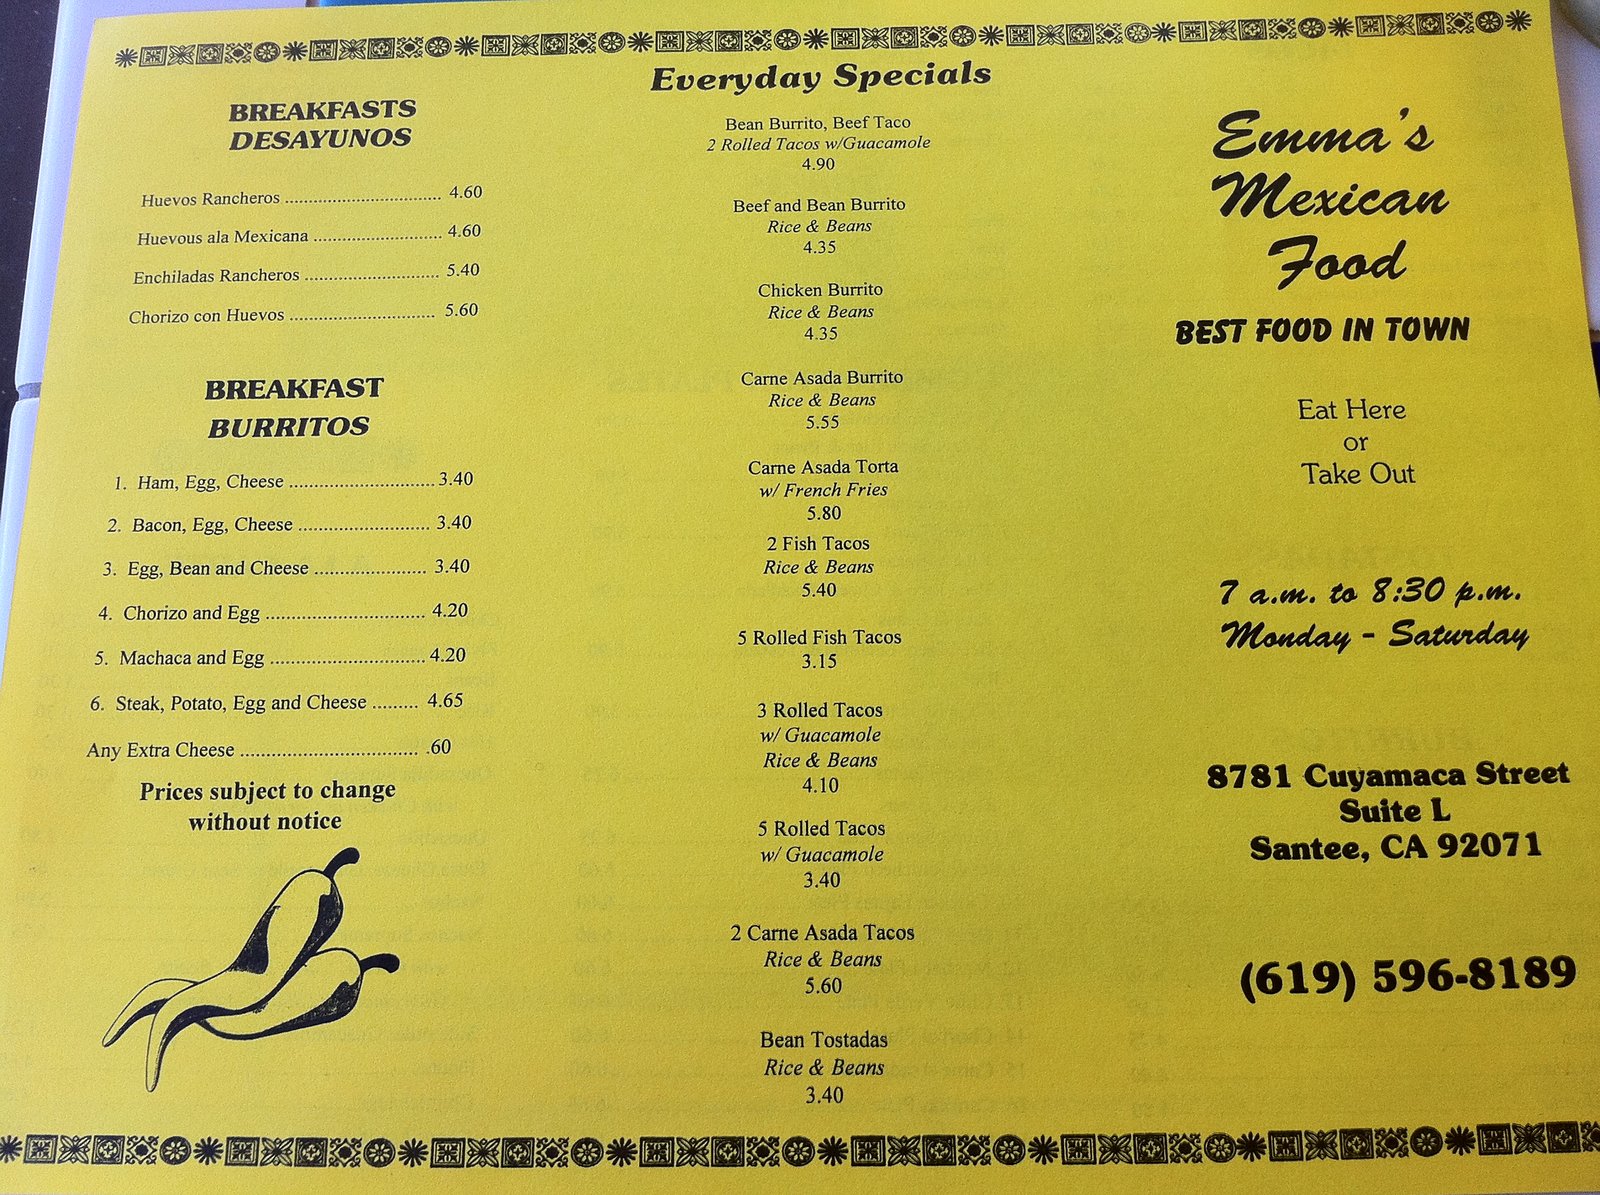 BREAKFASTS
DESAYUNOS
Huevos Rancheros ................................ 4.60
Huevous ala Mexicana .......................... 4.60
Enchiladas Rancheros ........................... 5.40
Chorizo con Huevos ............................. 5.60
BREAKFAST
BURRITOS
1. Ham, Egg, Cheese .............................. 3.40
2. Bacon, Egg, Cheese ........................... 3.40
3. Egg, Bean and Cheese ....................... 3.40
4. Chorizo and Egg ................................. 4.20
5. Machaca and Egg ................................ 4.20
6. Steak, Potato, Egg and Cheese ......... 4.65
Any Extra Cheese .................................... .60
Prices subject to change
without notice
Everyday Specials
Bean Burrito, Beef Taco
2 Rolled Tacos w/Guacamole
4.90
Beef and Bean Burrito
Rice & Beans
4.35
Chicken Burrito
Rice & Beans
4.35
Carne Asada Burrito
Rice & Beans
5.55
Carne Asada Torta
w/ French Fries
5.80
2 Fish Tacos
Rice & Beans
5.40
5 Rolled Fish Tacos
3.15
3 Rolled Tacos
w/ Guacamole
Rice & Beans
4.10
5 Rolled Tacos
w/ Guacamole
3.40
2 Carne Asada Tacos
Rice & Beans
5.60
Bean Tostadas
Rice & Beans
3.40
Emma's
Mexican
Food
BEST FOOD IN TOWN
Eat Here
or
Take Out
7 a.m. to 8:30 p.m.
Monday - Saturday
8781 Cuyamaca Street
Suite L
Santee, CA 92071
(619) 596-8189